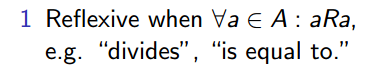 1 Reflexive when ∀a ∈ A : aRa,
e.g. “divides”, “is equal to.”